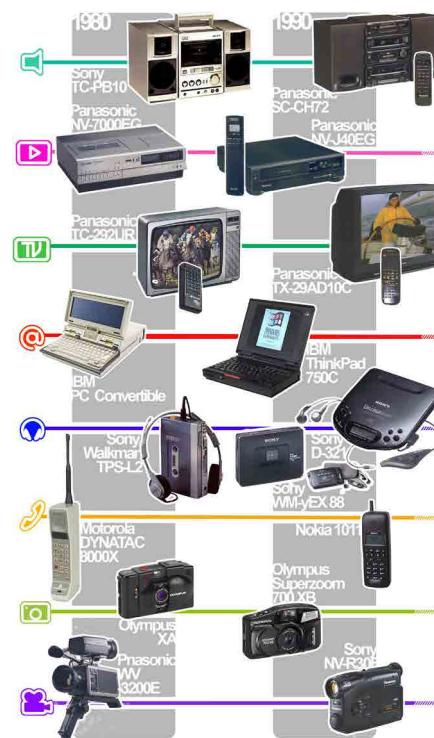 1980
1990
Sony
TC-PB10
Panasonic
SC-CH72
Panasonic
NV-7000EG
Panasonic
NV-J40EG
Panasonic
TC-292UR
TV
Panasonic
TX-29AD10C
@
IBM
PC Convertible
IBM
ThinkPad
750C
Sony
Walkman
TPS-L2
SONY
Sony
D-321
Sony
WM-yEX 88
Motorola
DYNATAC
8000X
Nokia 1011
Olympus
XA
Olympus
Superzoom
700 XB
Pnasonic
WV
3200E
Sony